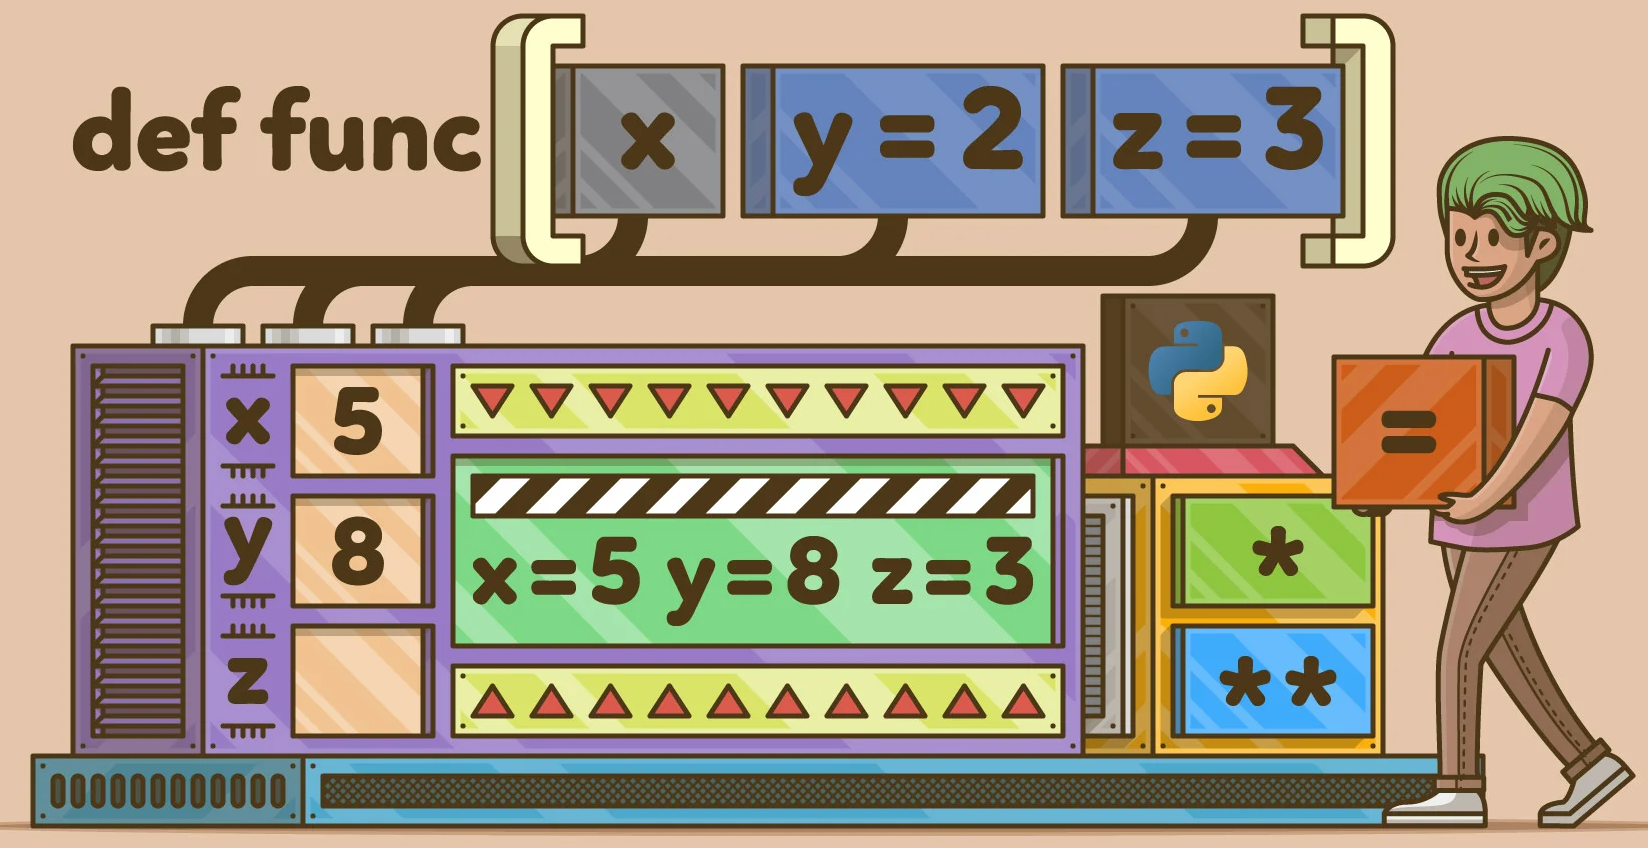 def func [ x y = 2 z = 3 ]
x 5
y 8
z
x=5 y=8 z=3
=
*
**